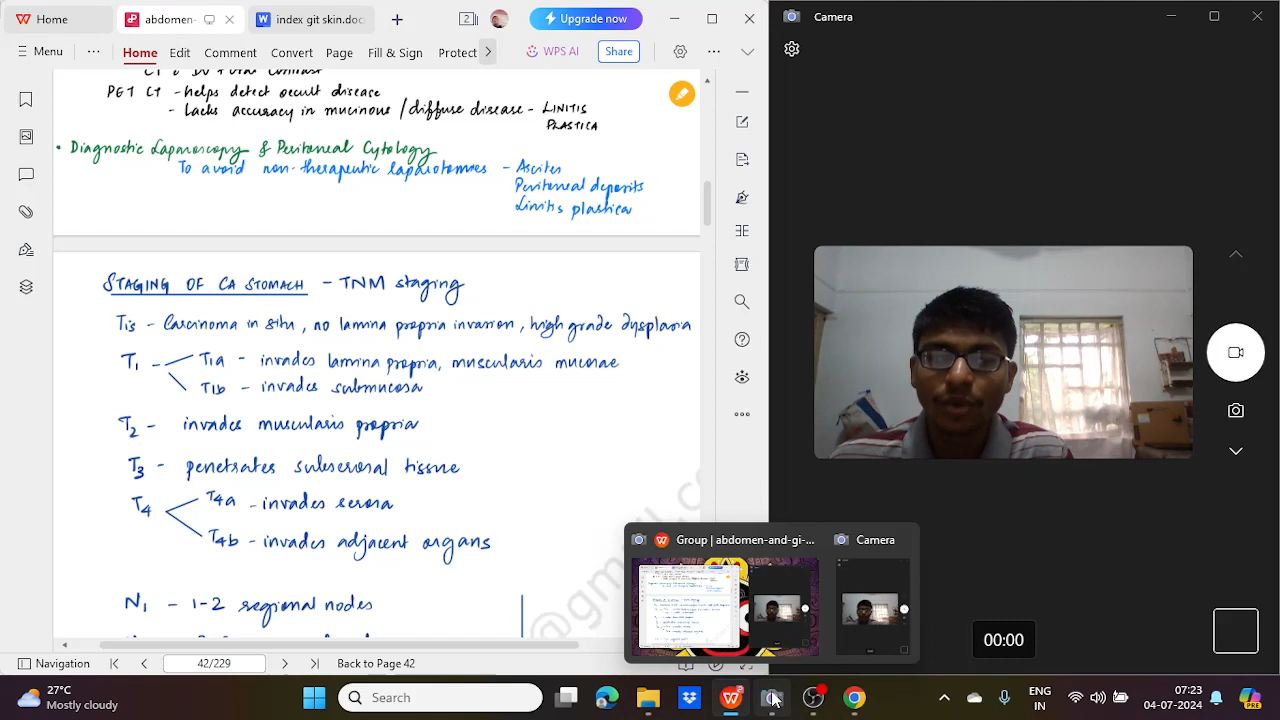 Home
abdomen-
index git skin.doc
2
Upgrade now
Camera
Menu
Home
Edit
Comment
Convert
Page
Fill & Sign
Protect
WPS AI
Share
PET CT - helps detect occult disease
- lacks accuracy in mucinous / diffuse disease - LINITIS
PLASTICA
• Diagnostic Laparoscopy & Peritoneal Cytology
To avoid non-therapeutic laparotomies - Ascites
Peritoneal deposits
Linitis plastica
STAGING OF CA STOMACH - TNM staging
Tis - Carcinoma in situ, no lamina propria invasion, high grade dysplasia
T1 - T1a - invades lamina propria, muscularis mucosae
T1b - invades submucosa
T2 - invades muscularis propria
T3 - penetrates subserosal tissue
T4 T4a - invades serosa
T4b - invades adjacent organs
N1 - 1-2 regional nodes
Group | abdomen-and-gi-...
Camera
00:00
Navigation
Back to Page 42
27°C
Mostly cloudy
Search
ENG
IN
07:23
04-07-2024
PRE